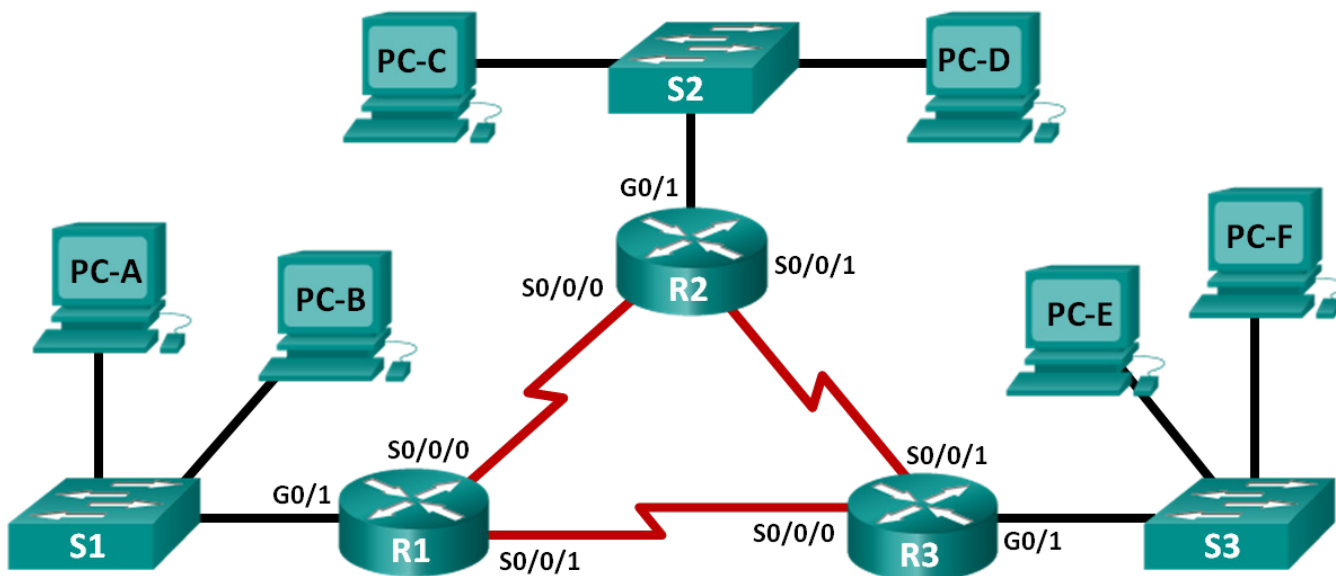 PC-C
S2
PC-D
G0/1
PC-A
PC-B
S0/0/0
R2
S0/0/1
PC-E
PC-F
S0/0/0
S0/0/1
S1
G0/1
R1
S0/0/1
S0/0/0
R3
G0/1
S3